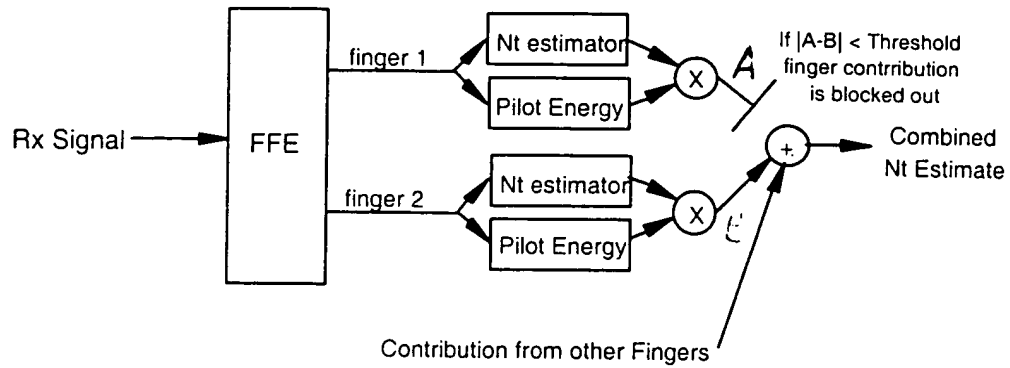 Rx Signal
FFE
finger 1
Nt estimator
Pilot Energy
X
A
If |A-B| < Threshold
finger contrribution
is blocked out
finger 2
Nt estimator
Pilot Energy
X
+
Combined
Nt Estimate
Contribution from other Fingers